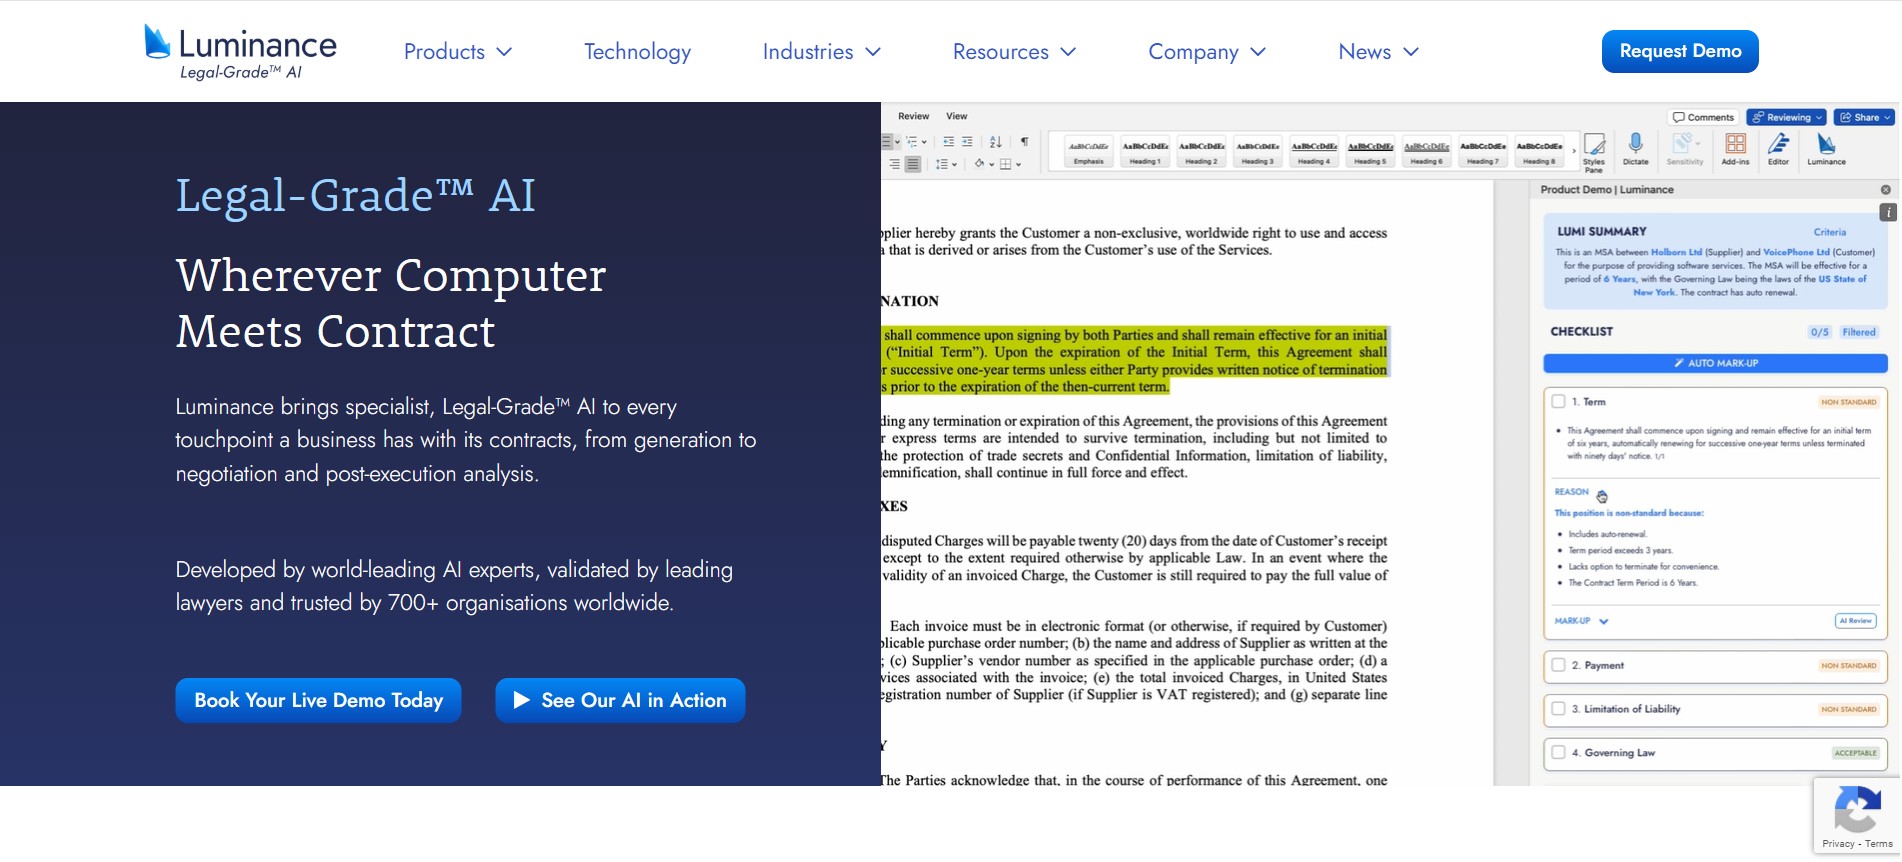 Luminance
Legal-Grade™ AI
Products
Technology
Industries
Resources
Company
News
Request Demo
Legal-Grade™ AI
Wherever Computer
Meets Contract
Luminance brings specialist, Legal-Grade™ AI to every
touchpoint a business has with its contracts, from generation to
negotiation and post-execution analysis.
Developed by world-leading AI experts, validated by leading
lawyers and trusted by 700+ organisations worldwide.
Book Your Live Demo Today
See Our AI in Action
Review View
Comments
Reviewing
Share
AaBbCcDdEe AaBbCcDdEe AaBbCcDdEe AaBbCcDdEe AaBbCcDdEe AaBbCcDdEe AaBbCcDdEe AaBbCcDdEe AaBbCcDdEe
Emphasis Heading 1 Heading 2 Heading 3 Heading 4 Heading 5 Heading 6 Heading 7 Heading 8
Styles
Pane
Dictate
Sensitivity
Add-ins
Editor
Luminance
pplier hereby grants the Customer a non-exclusive, worldwide right to use and access
a that is derived or arises from the Customer's use of the Services.
NATION
shall commence upon signing by both Parties and shall remain effective for an initial
(“Initial Term”). Upon the expiration of the Initial Term, this Agreement shall
r successive one-year terms unless either Party provides written notice of termination
s prior to the expiration of the then-current term.
ding any termination or expiration of this Agreement, the provisions of this Agreement
r express terms are intended to survive termination, including but not limited to
the protection of trade secrets and Confidential Information, limitation of liability,
lemnification, shall continue in full force and effect.
XES
disputed Charges will be payable twenty (20) days from the date of Customer's receipt
except to the extent required otherwise by applicable Law. In an event where the
validity of an invoiced Charge, the Customer is still required to pay the full value of
Each invoice must be in electronic format (or otherwise, if required by Customer)
plicable purchase order number; (b) the name and address of Supplier as written at the
; (c) Supplier's vendor number as specified in the applicable purchase order; (d) a
vices associated with the invoice; (e) the total invoiced Charges, in United States
egistration number of Supplier (if Supplier is VAT registered); and (g) separate line
Y
The Parties acknowledge that, in the course of performance of this Agreement, one
Product Demo | Luminance
i
LUMI SUMMARY
Criteria
This is an MSA between Holborn Ltd (Supplier) and VoicePhone Ltd (Customer)
for the purpose of providing software services. The MSA will be effective for a
period of 6 Years, with the Governing Law being the laws of the US State of
New York. The contract has auto renewal.
CHECKLIST
0/5
Filtered
AUTO MARK-UP
1. Term
NON STANDARD
This Agreement shall commence upon signing and remain effective for an initial term
of six years, automatically renewing for successive one-year terms unless terminated
with ninety days' notice. 1/1
REASON
This position is non-standard because:
Includes auto-renewal.
Term period exceeds 3 years.
Lacks option to terminate for convenience.
The Contract Term Period is 6 Years.
MARK-UP
AI Review
2. Payment
NON STANDARD
3. Limitation of Liability
NON STANDARD
4. Governing Law
ACCEPTABLE
Privacy - Terms